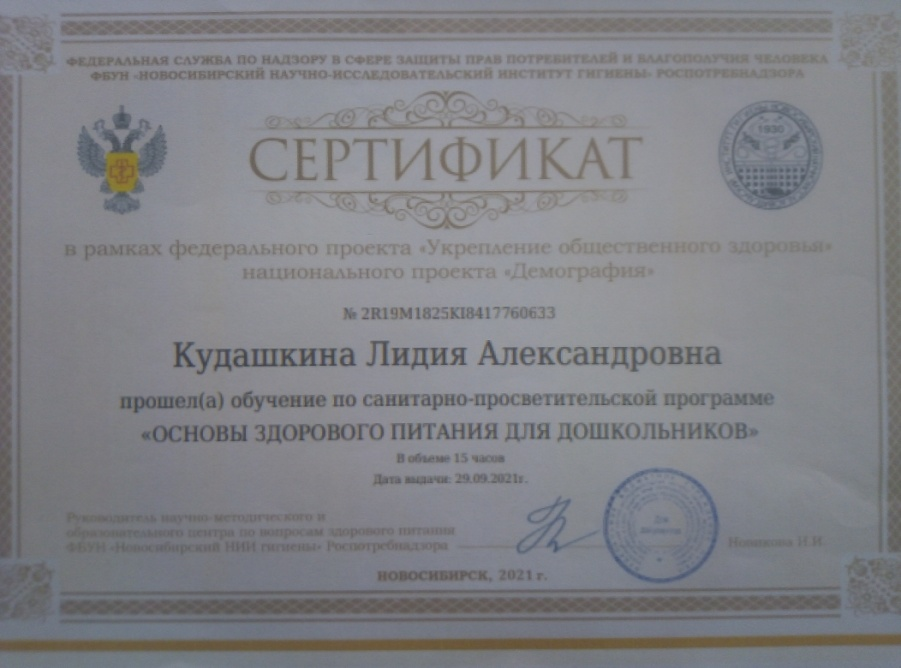 ФЕДЕРАЛЬНАЯ СЛУЖБА ПО НАДЗОРУ В СФЕРЕ ЗАЩИТЫ ПРАВ ПОТРЕБИТЕЛЕЙ И БЛАГОПОЛУЧИЯ ЧЕЛОВЕКА
ФБУН «НОВОСИБИРСКИЙ НАУЧНО-ИССЛЕДОВАТЕЛЬСКИЙ ИНСТИТУТ ГИГИЕНЫ» РОСПОТРЕБНАДЗОРА
1930
СЕРТИФИКАТ
в рамках федерального проекта «Укрепление общественного здоровья»
национального проекта «Демография»
№ 2R19M1825KI8417760633
Кудашкина Лидия Александровна
прошел(а) обучение по санитарно-просветительской программе
«ОСНОВЫ ЗДОРОВОГО ПИТАНИЯ ДЛЯ ДОШКОЛЬНИКОВ»
В объеме 15 часов
Дата выдачи: 29.09.2021г.
Руководитель научно-методического и
образовательного центра по вопросам здорового питания
ФБУН «Новосибирский НИИ гигиены» Роспотребнадзора
Новикова И.И.
НОВОСИБИРСК, 2021 г.